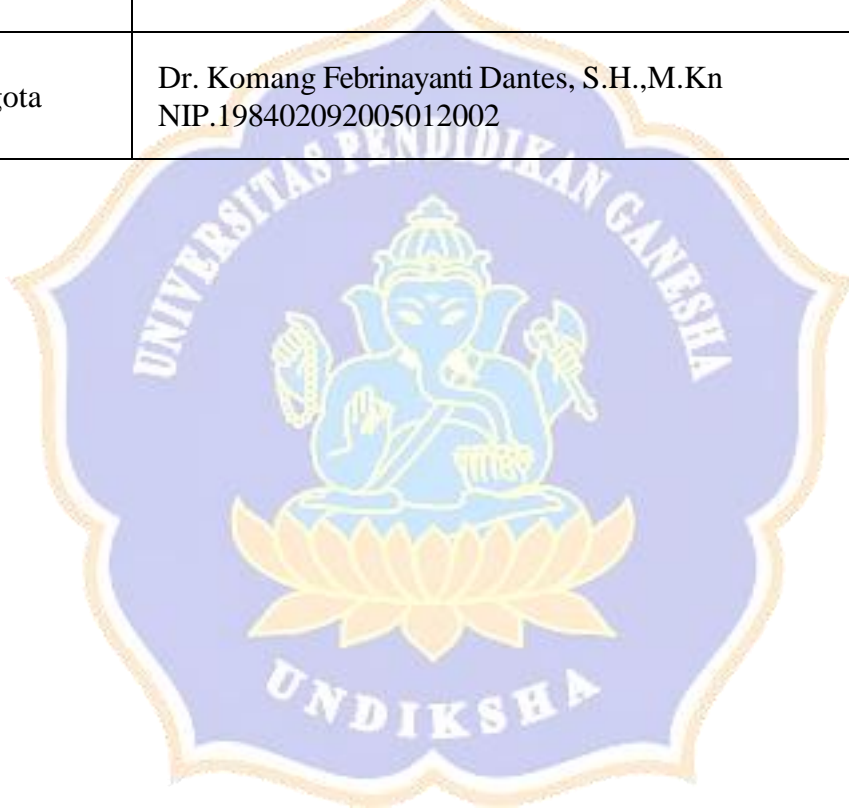 gota
Dr. Komang Febrinayanti Dantes, S.H.,M.Kn
NIP.198402092005012002
UNIVERSITAS PENDIDIKAN GANESHA
UNDIKSHA